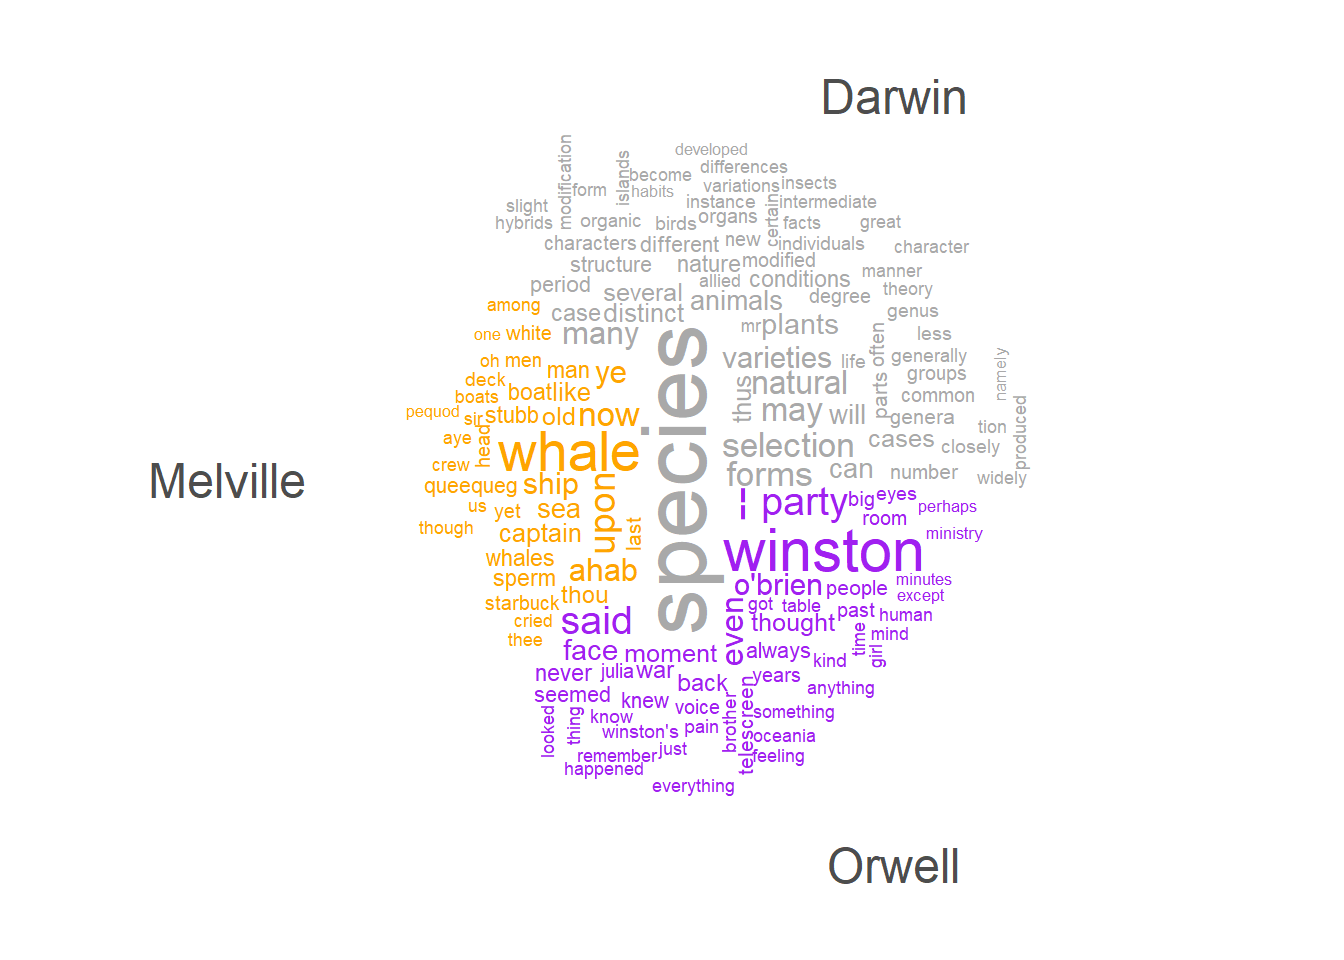 Darwin
developed
modification
islands
become
differences
form
habits
variations
insects
slight
instance
certain
intermediate
hybrids
organic
birds
organs
facts
great
characters
different
new
individuals
character
structure
nature
modified
period
several
allied
conditions
manner
animals
degree
theory
among
case
distinct
mr
plants
genus
one
white
many
species
often
less
oh
men
man
ye
varieties
life
generally
namely
deck
boats
boat
like
thus
natural
parts
groups
common
pequod
sir
stubb
old
now
may
will
genera
tion
produced
aye
head
whale
selection
cases
closely
Melville
crew
forms
can
number
widely
queequeg
ship
upon
us
yet
sea
last
party
big
eyes
perhaps
though
captain
room
ministry
whales
winston
sperm
ahab
o'brien
people
minutes
starbuck
thou
even
got
table
past
except
human
cried
said
thought
time
mind
thee
face
moment
always
kind
girl
never
julia
war
back
years
anything
seemed
knew
voice
brother
telescreen
something
looked
thing
know
winston's
pain
oceania
remember
just
feeling
happened
everything
Orwell